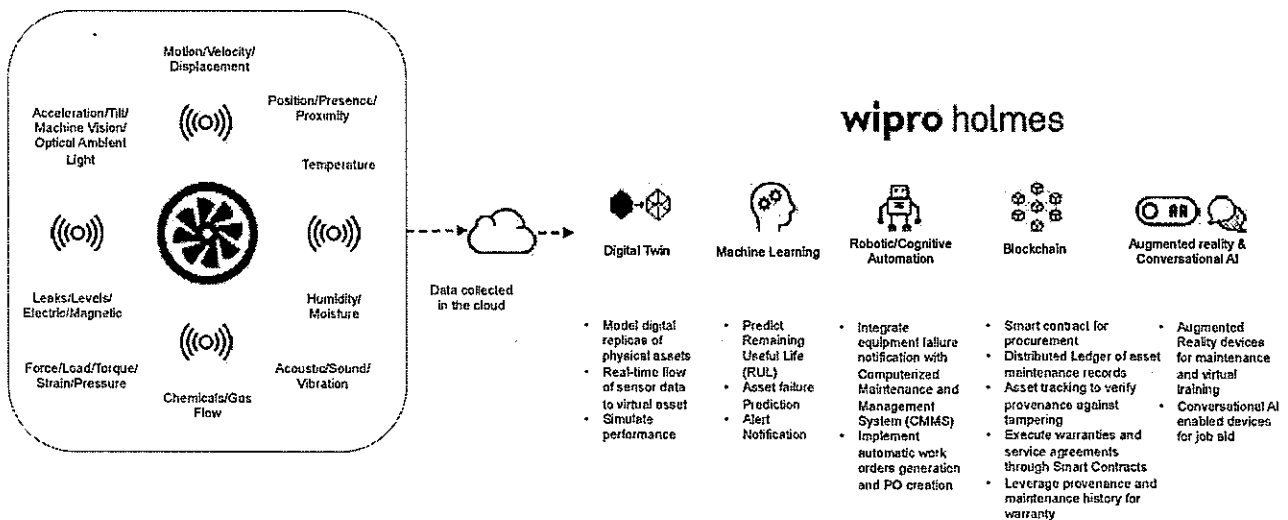 Motion/Velocity/
Displacement
Position/Presence/
Proximity
Acceleration/Tilt/
Machine Vision/
Optical Ambient
Light
Temperature
Leaks/Levels/
Electric/Magnetic
Humidity/
Moisture
Force/Load/Torque/
Strain/Pressure
Chemicals/Gas
Flow
Acoustic/Sound/
Vibration
Data collected
in the cloud
wipro holmes
Digital Twin
• Model digital
replicas of
physical assets
• Real-time flow
of sensor data
to virtual asset
• Simulate
performance
Machine Learning
• Predict
Remaining
Useful Life
(RUL)
• Asset failure
Prediction
• Alert
Notification
Robotic/Cognitive
Automation
• Integrate
equipment failure
notification with
Computerized
Maintenance and
Management
System (CMMS)
• Implement
automatic work
orders generation
and PO creation
Blockchain
• Smart contract for
procurement
• Distributed Ledger of asset
maintenance records
• Asset tracking to verify
provenance against
tampering
• Execute warranties and
service agreements
through Smart Contracts
• Leverage provenance and
maintenance history for
warranty
Augmented reality &
Conversational AI
• Augmented
Reality devices
for maintenance
and virtual
training
• Conversational AI
enabled devices
for job aid